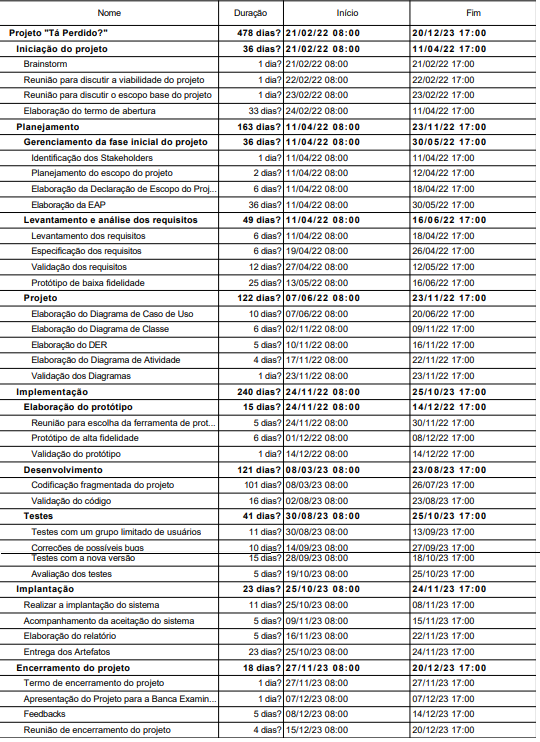 Nome Duração Início Fim
Projeto "Tá Perdido?" 478 dias? 21/02/22 08:00 20/12/23 17:00
Iniciação do projeto 36 dias? 21/02/22 08:00 11/04/22 17:00
Brainstorm 1 dia? 21/02/22 08:00 21/02/22 17:00
Reunião para discutir a viabilidade do projeto 1 dia? 22/02/22 08:00 22/02/22 17:00
Reunião para discutir o escopo base do projeto 1 dia? 23/02/22 08:00 23/02/22 17:00
Elaboração do termo de abertura 33 dias? 24/02/22 08:00 11/04/22 17:00
Planejamento 163 dias? 11/04/22 08:00 23/11/22 17:00
Gerenciamento da fase inicial do projeto 36 dias? 11/04/22 08:00 30/05/22 17:00
Identificação dos Stakeholders 1 dia? 11/04/22 08:00 11/04/22 17:00
Planejamento do escopo do projeto 2 dias? 11/04/22 08:00 12/04/22 17:00
Elaboração da Declaração de Escopo do Proj... 6 dias? 11/04/22 08:00 18/04/22 17:00
Elaboração da EAP 36 dias? 11/04/22 08:00 30/05/22 17:00
Levantamento e análise dos requisitos 49 dias? 11/04/22 08:00 16/06/22 17:00
Levantamento dos requisitos 6 dias? 11/04/22 08:00 18/04/22 17:00
Especificação dos requisitos 6 dias? 19/04/22 08:00 26/04/22 17:00
Validação dos requisitos 12 dias? 27/04/22 08:00 12/05/22 17:00
Protótipo de baixa fidelidade 25 dias? 13/05/22 08:00 16/06/22 17:00
Projeto 122 dias? 07/06/22 08:00 23/11/22 17:00
Elaboração do Diagrama de Caso de Uso 10 dias? 07/06/22 08:00 20/06/22 17:00
Elaboração do Diagrama de Classe 6 dias? 02/11/22 08:00 09/11/22 17:00
Elaboração do DER 5 dias? 10/11/22 08:00 16/11/22 17:00
Elaboração do Diagrama de Atividade 4 dias? 17/11/22 08:00 22/11/22 17:00
Validação dos Diagramas 1 dia? 23/11/22 08:00 23/11/22 17:00
Implementação 240 dias? 24/11/22 08:00 25/10/23 17:00
Elaboração do protótipo 15 dias? 24/11/22 08:00 14/12/22 17:00
Reunião para escolha da ferramenta de prot... 5 dias? 24/11/22 08:00 30/11/22 17:00
Protótipo de alta fidelidade 6 dias? 01/12/22 08:00 08/12/22 17:00
Validação do protótipo 1 dia? 14/12/22 08:00 14/12/22 17:00
Desenvolvimento 121 dias? 08/03/23 08:00 23/08/23 17:00
Codificação fragmentada do projeto 101 dias? 08/03/23 08:00 26/07/23 17:00
Validação do código 16 dias? 02/08/23 08:00 23/08/23 17:00
Testes 41 dias? 30/08/23 08:00 25/10/23 17:00
Testes com um grupo limitado de usuários 11 dias? 30/08/23 08:00 13/09/23 17:00
Correções de possíveis bugs 10 dias? 14/09/23 08:00 27/09/23 17:00
Testes com a nova versão 15 dias? 28/09/23 08:00 18/10/23 17:00
Avaliação dos testes 5 dias? 19/10/23 08:00 25/10/23 17:00
Implantação 23 dias? 25/10/23 08:00 24/11/23 17:00
Realizar a implantação do sistema 11 dias? 25/10/23 08:00 08/11/23 17:00
Acompanhamento da aceitação do sistema 5 dias? 09/11/23 08:00 15/11/23 17:00
Elaboração do relatório 5 dias? 16/11/23 08:00 22/11/23 17:00
Entrega dos Artefatos 23 dias? 25/10/23 08:00 24/11/23 17:00
Encerramento do projeto 18 dias? 27/11/23 08:00 20/12/23 17:00
Termo de encerramento do projeto 1 dia? 27/11/23 08:00 27/11/23 17:00
Apresentação do Projeto para a Banca Examin... 1 dia? 07/12/23 08:00 07/12/23 17:00
Feedbacks 5 dias? 08/12/23 08:00 14/12/23 17:00
Reunião de encerramento do projeto 4 dias? 15/12/23 08:00 20/12/23 17:00